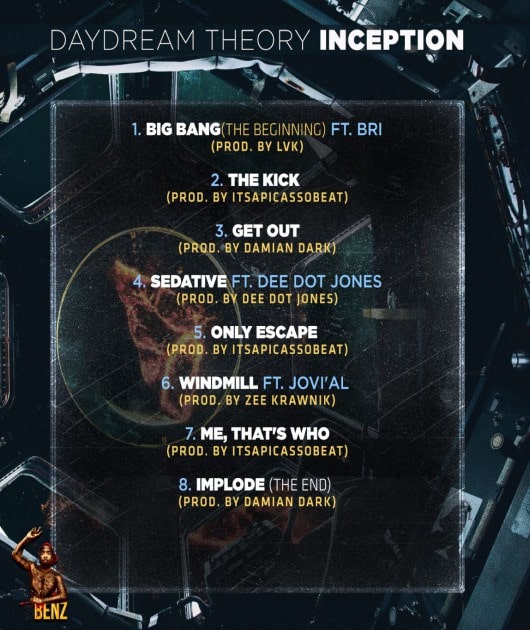 DAYDREAM THEORY INCEPTION
1. BIG BANG(THE BEGINNING) FT. BRI
(PROD. BY LVK)
2. THE KICK
(PROD. BY ITSAPICASSOBEAT)
3. GET OUT
(PROD. BY DAMIAN DARK)
4. SEDATIVE FT. DEE DOT JONES
(PROD. BY DEE DOT JONES)
5. ONLY ESCAPE
(PROD. BY ITSAPICASSOBEAT)
6. WINDMILL FT. JOVI'AL
(PROD. BY ZEE KRAWNIK)
7. ME, THAT'S WHO
(PROD. BY ITSAPICASSOBEAT)
8. IMPLODE (THE END)
(PROD. BY DAMIAN DARK)
BENZ